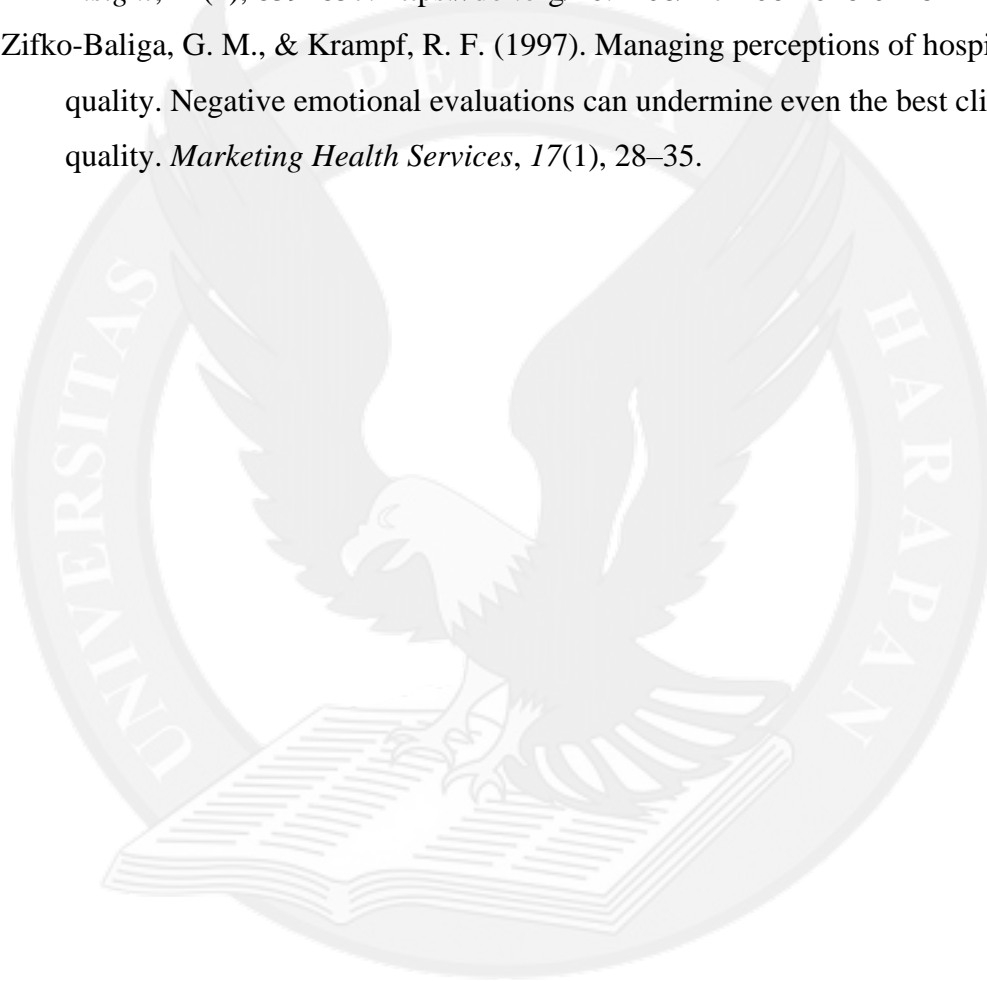 Zifko-Baliga, G. M., & Krampf, R. F. (1997). Managing perceptions of hospi
quality. Negative emotional evaluations can undermine even the best cli
quality. Marketing Health Services, 17(1), 28–35.
UNIVERSITAS PELITA HARAPAN